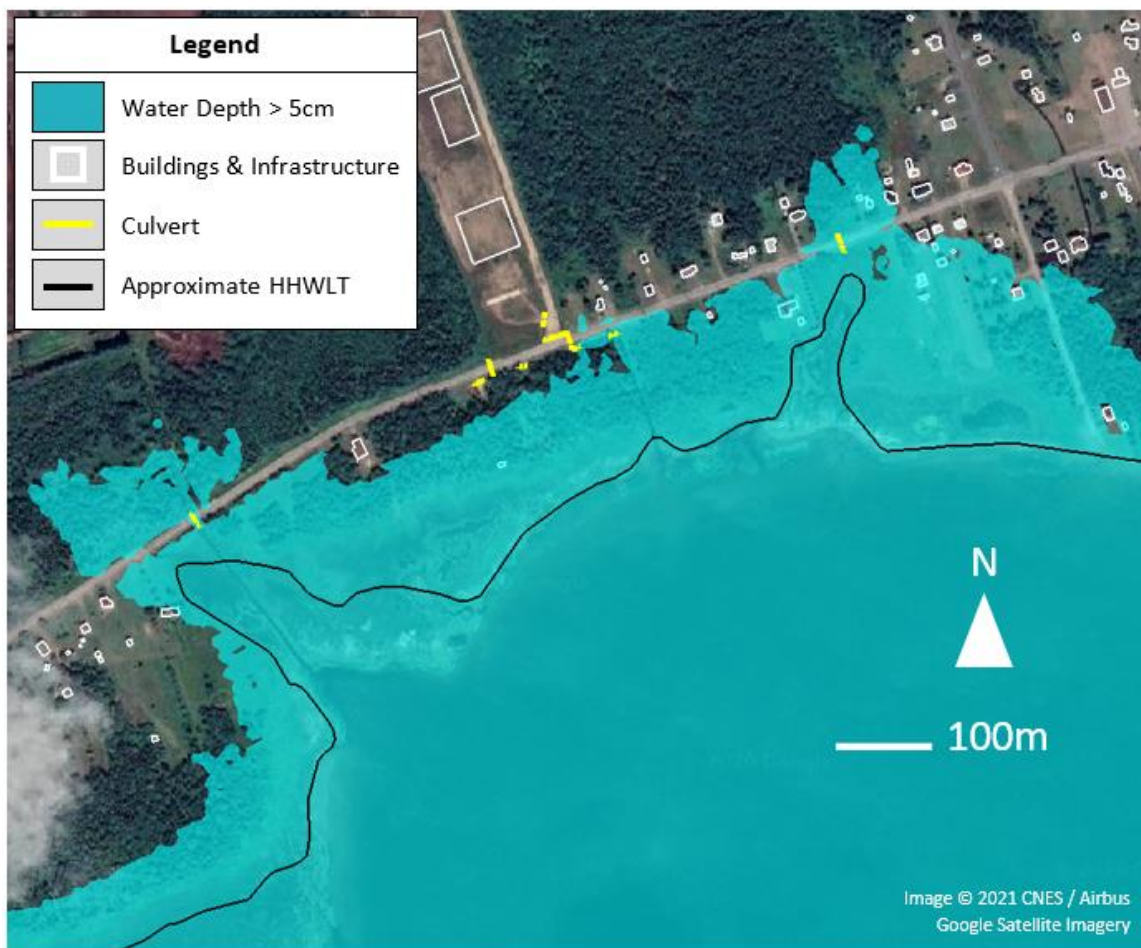 Legend
Water Depth > 5cm
Buildings & Infrastructure
Culvert
Approximate HHWLT
N
100m
Image © 2021 CNES / Airbus
Google Satellite Imagery